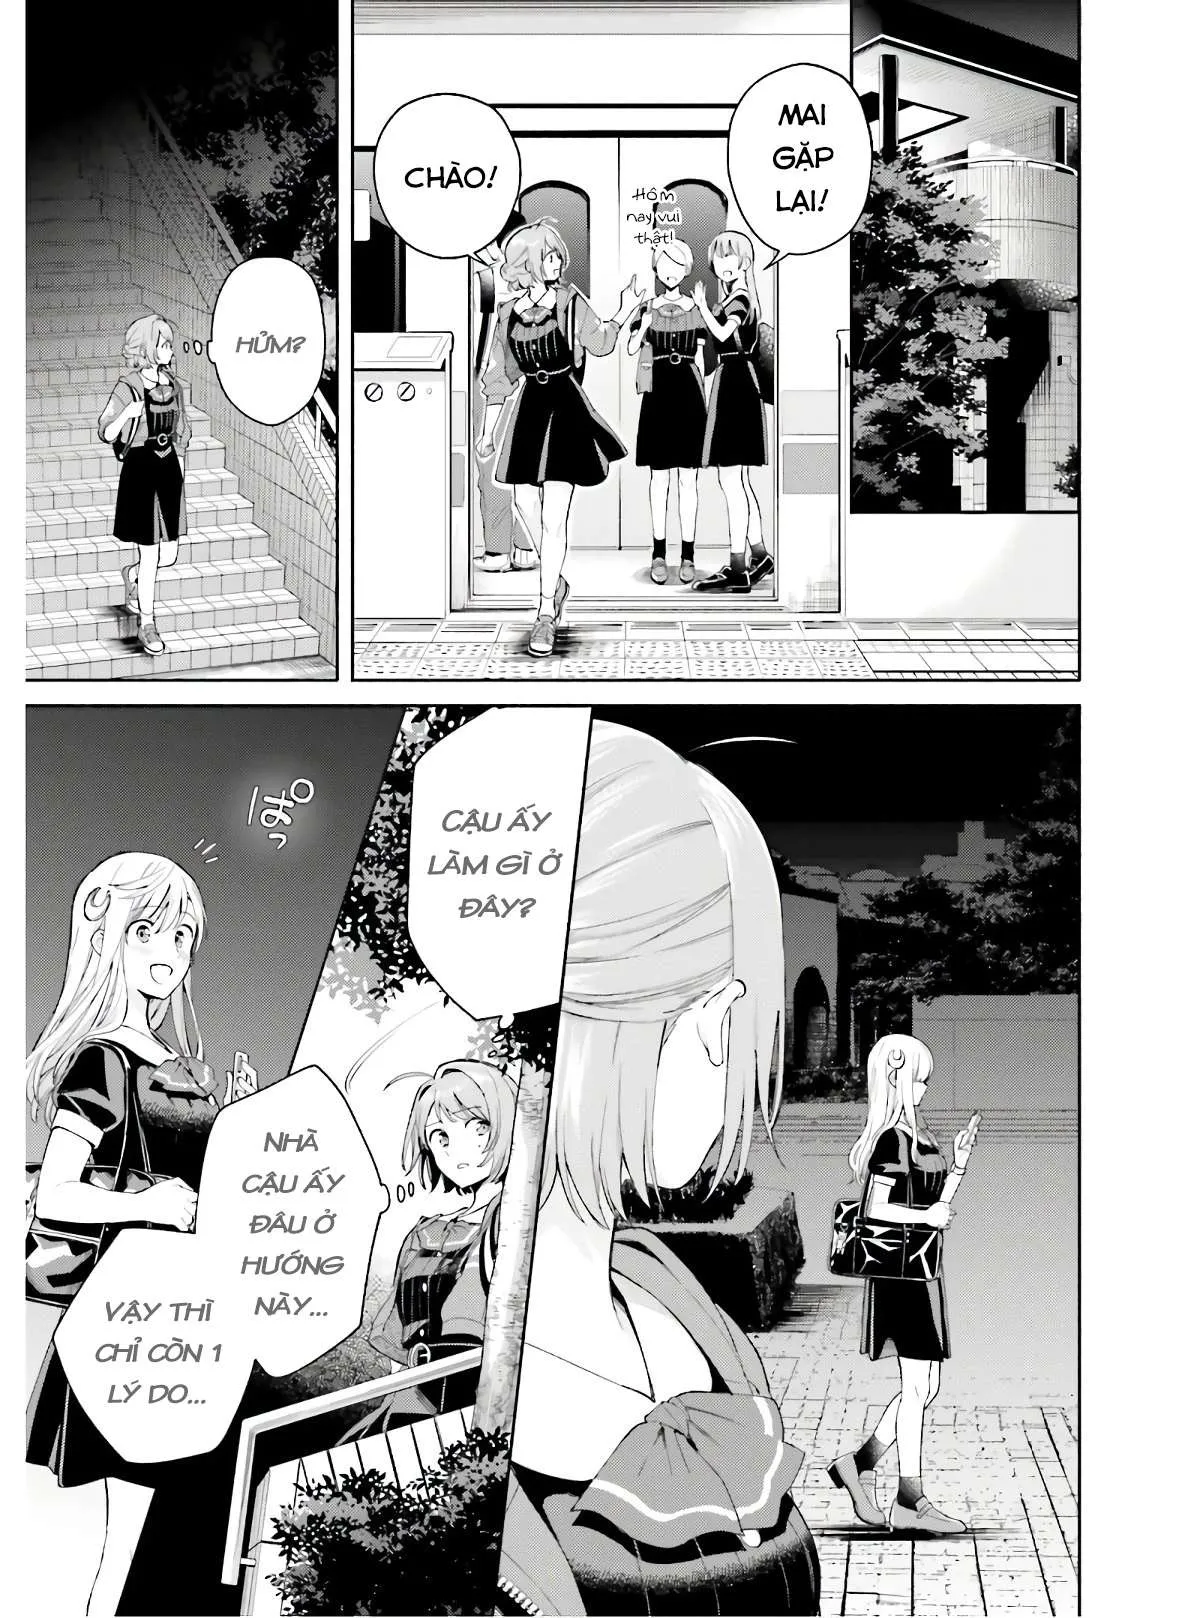 MAI
GẶP
LẠI!
Hôm
nay vui
thật!
CHÀO!
HỬM?
CẬU ẤY
LÀM GÌ Ở
ĐÂY?
ぱっ
NHÀ
CẬU ẤY
ĐÂU Ở
HƯỚNG
NÀY...
VẬY THÌ
CHỈ CÒN 1
LÝ DO...